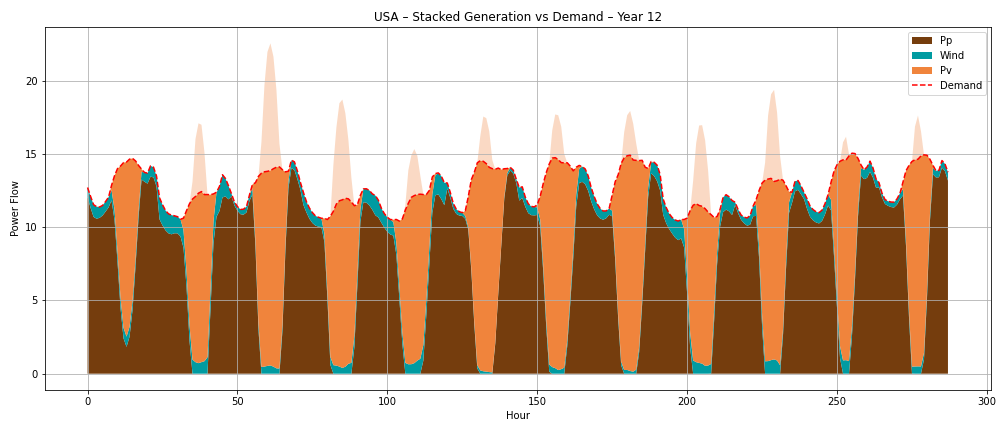 USA – Stacked Generation vs Demand – Year 12
Pp
Wind
Pv
Demand
Power Flow
20
15
10
5
0
0 50 100 150 200 250 300
Hour